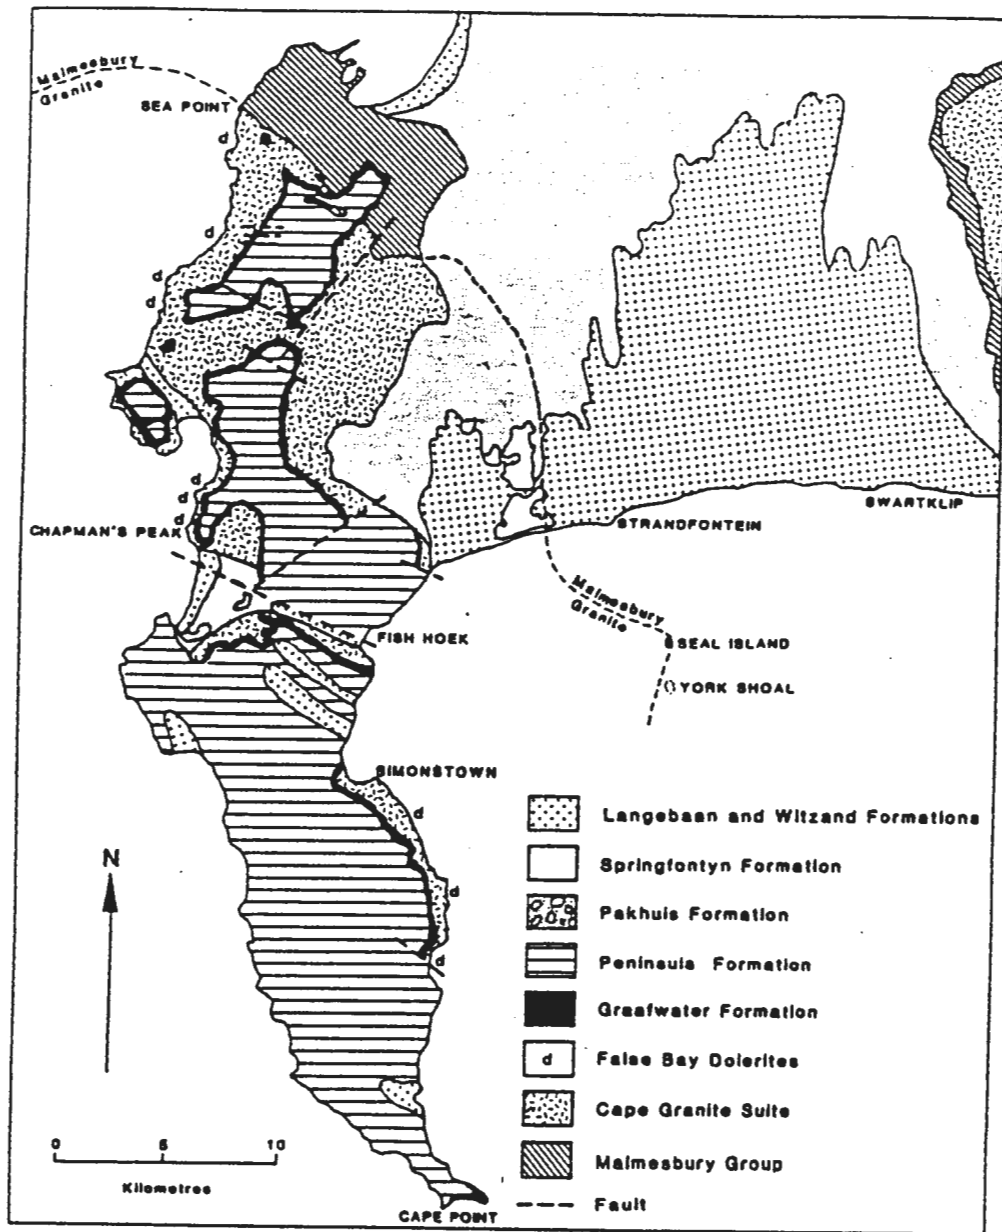 Malmesbury
Granite
SEA POINT
d
d
d
d
d
d
d
CHAPMAN'S PEAK
SWARTKLIP
STRANDFONTEIN
Malmesbury
Granite
FISH HOEK
SEAL ISLAND
YORK SHOAL
SIMONSTOWN
d
d
d
N
Langebaan and Witzand Formations
Springfontyn Formation
Pakhuis Formation
Peninsula Formation
Graafwater Formation
d False Bay Dolerites
Cape Granite Suite
Malmesbury Group
Fault
0 5 10
Kilometres
CAPE POINT